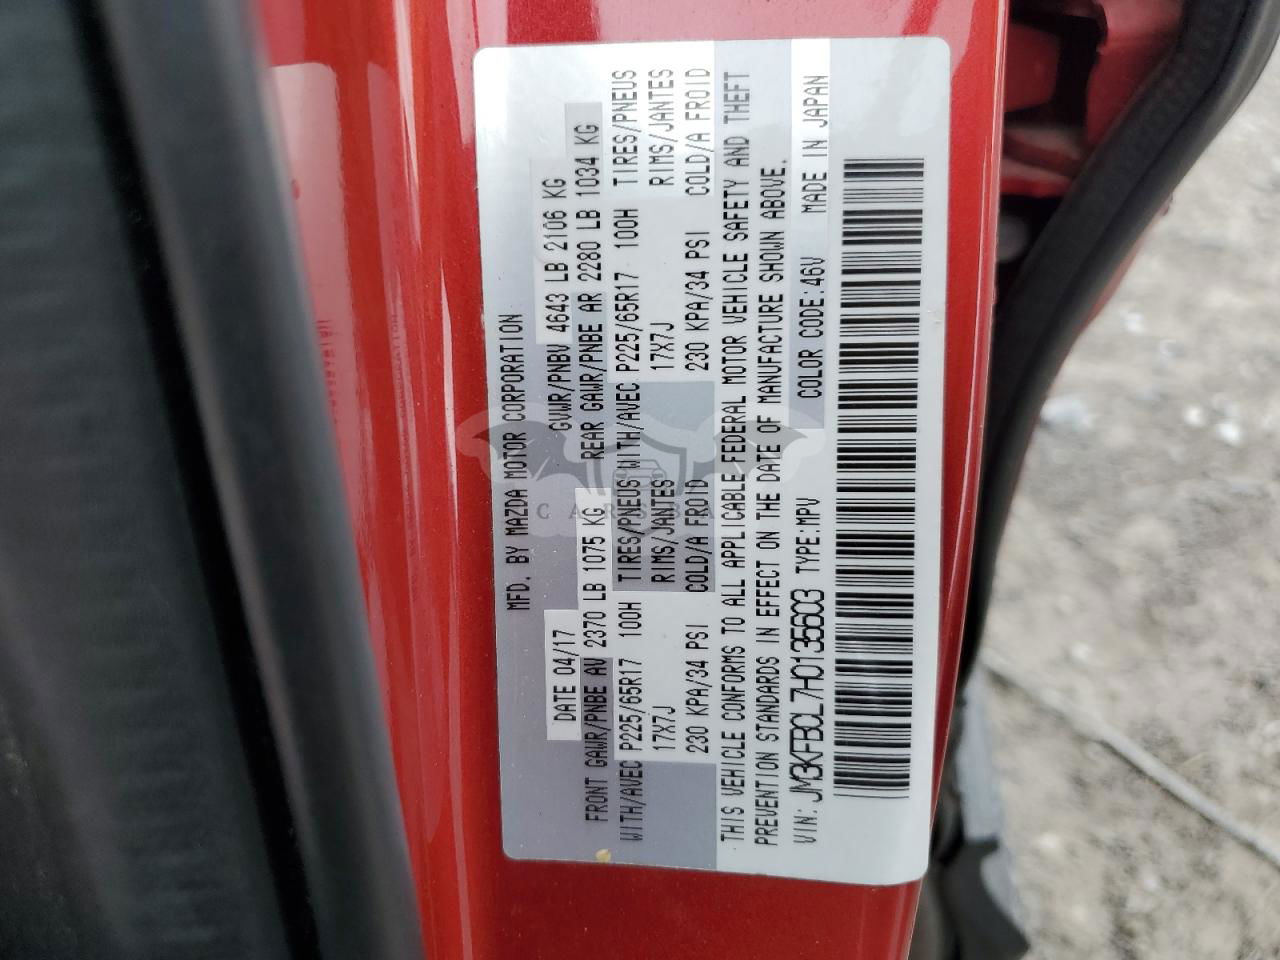 MFD. BY MAZDA MOTOR CORPORATION
DATE 04/17 GVWR/PNBV 4643 LB 2106 KG
FRONT GAWR/PNBE AV 2370 LB 1075 KG REAR GAWR/PNBE AR 2280 LB 1034 KG
WITH/AVEC P225/65R17 100H TIRES/PNEUS WITH/AVEC P225/65R17 100H TIRES/PNEUS
17X7J RIMS/JANTES 17X7J RIMS/JANTES
230 KPA/34 PSI COLD/A FROID 230 KPA/34 PSI COLD/A FROID
THIS VEHICLE CONFORMS TO ALL APPLICABLE FEDERAL MOTOR VEHICLE SAFETY AND THEFT
PREVENTION STANDARDS IN EFFECT ON THE DATE OF MANUFACTURE SHOWN ABOVE.
VIN: JM3KFBCL7H0135603 TYPE:MPV COLOR CODE:46V MADE IN JAPAN